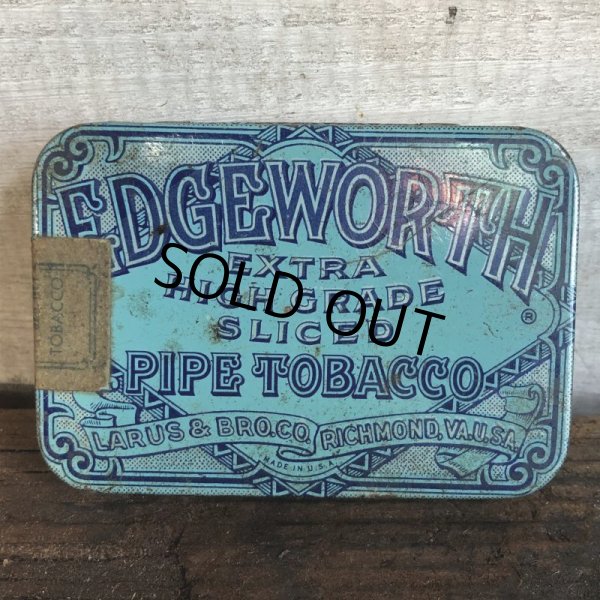 EDGEWORTH
EXTRA
HIGH GRADE
SLICED
®
PIPE TOBACCO
LARUS & BRO.CO. RICHMOND, VA.U.S.A.
MADE IN U.S.A.
TOBACCO
SOLD OUT